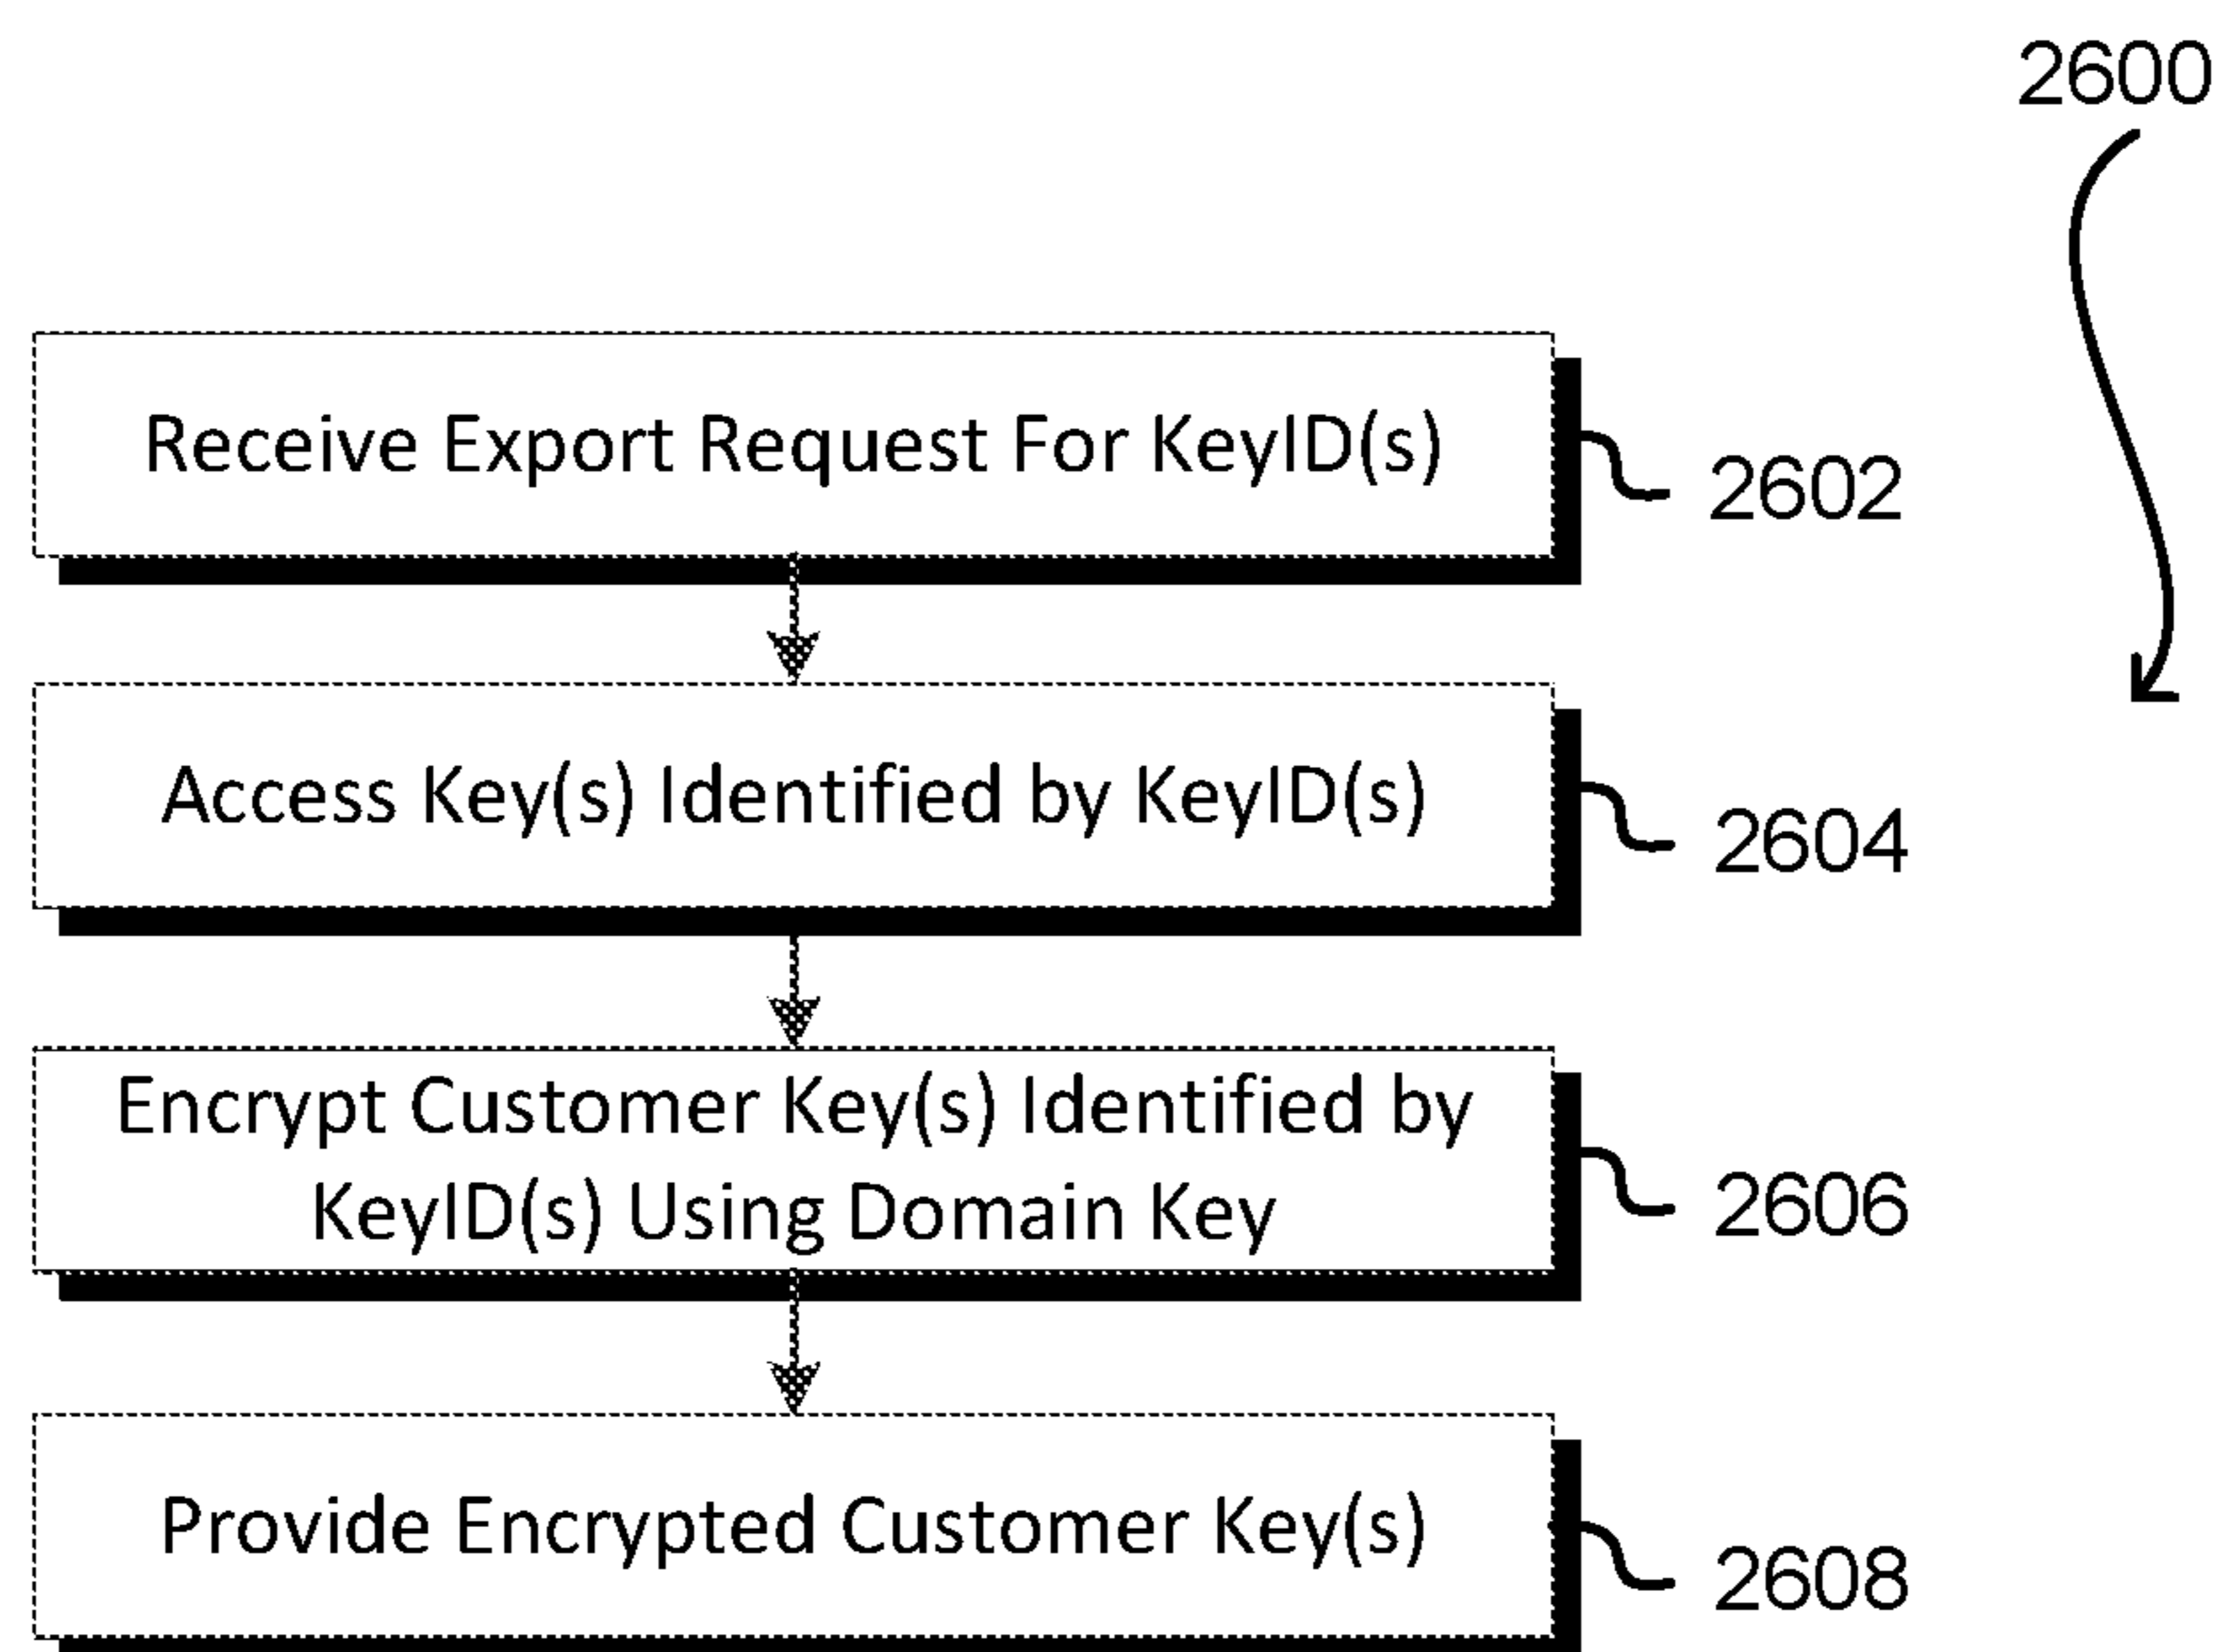 2600
Receive Export Request For KeyID(s)
2602
Access Key(s) Identified by KeyID(s)
2604
Encrypt Customer Key(s) Identified by
KeyID(s) Using Domain Key
2606
Provide Encrypted Customer Key(s)
2608